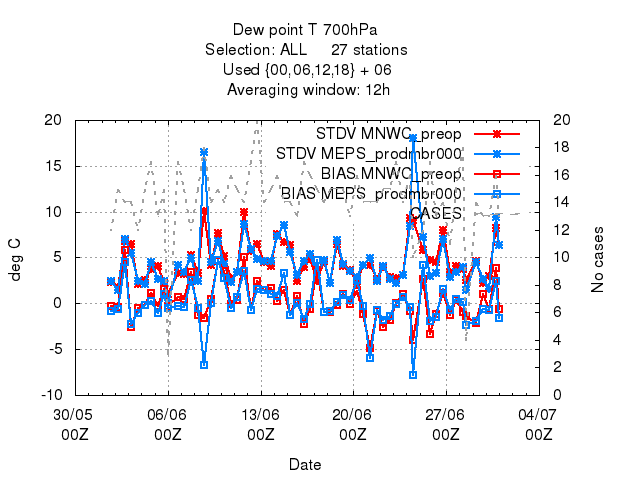 Dew point T 700hPa
Selection: ALL 27 stations
Used {00,06,12,18} + 06
Averaging window: 12h
20 20
STDV MNWC_preop
18
STDV MEPS_prodmbr000
15 16
BIAS MNWC_preop
BIAS MEPS_prodmbr000
14
CASES
10 12
deg C
5 10
No cases
8
0 6
-5 4
2
-10 0
30/05 06/06 13/06 20/06 27/06 04/07
00Z 00Z 00Z 00Z 00Z 00Z
Date